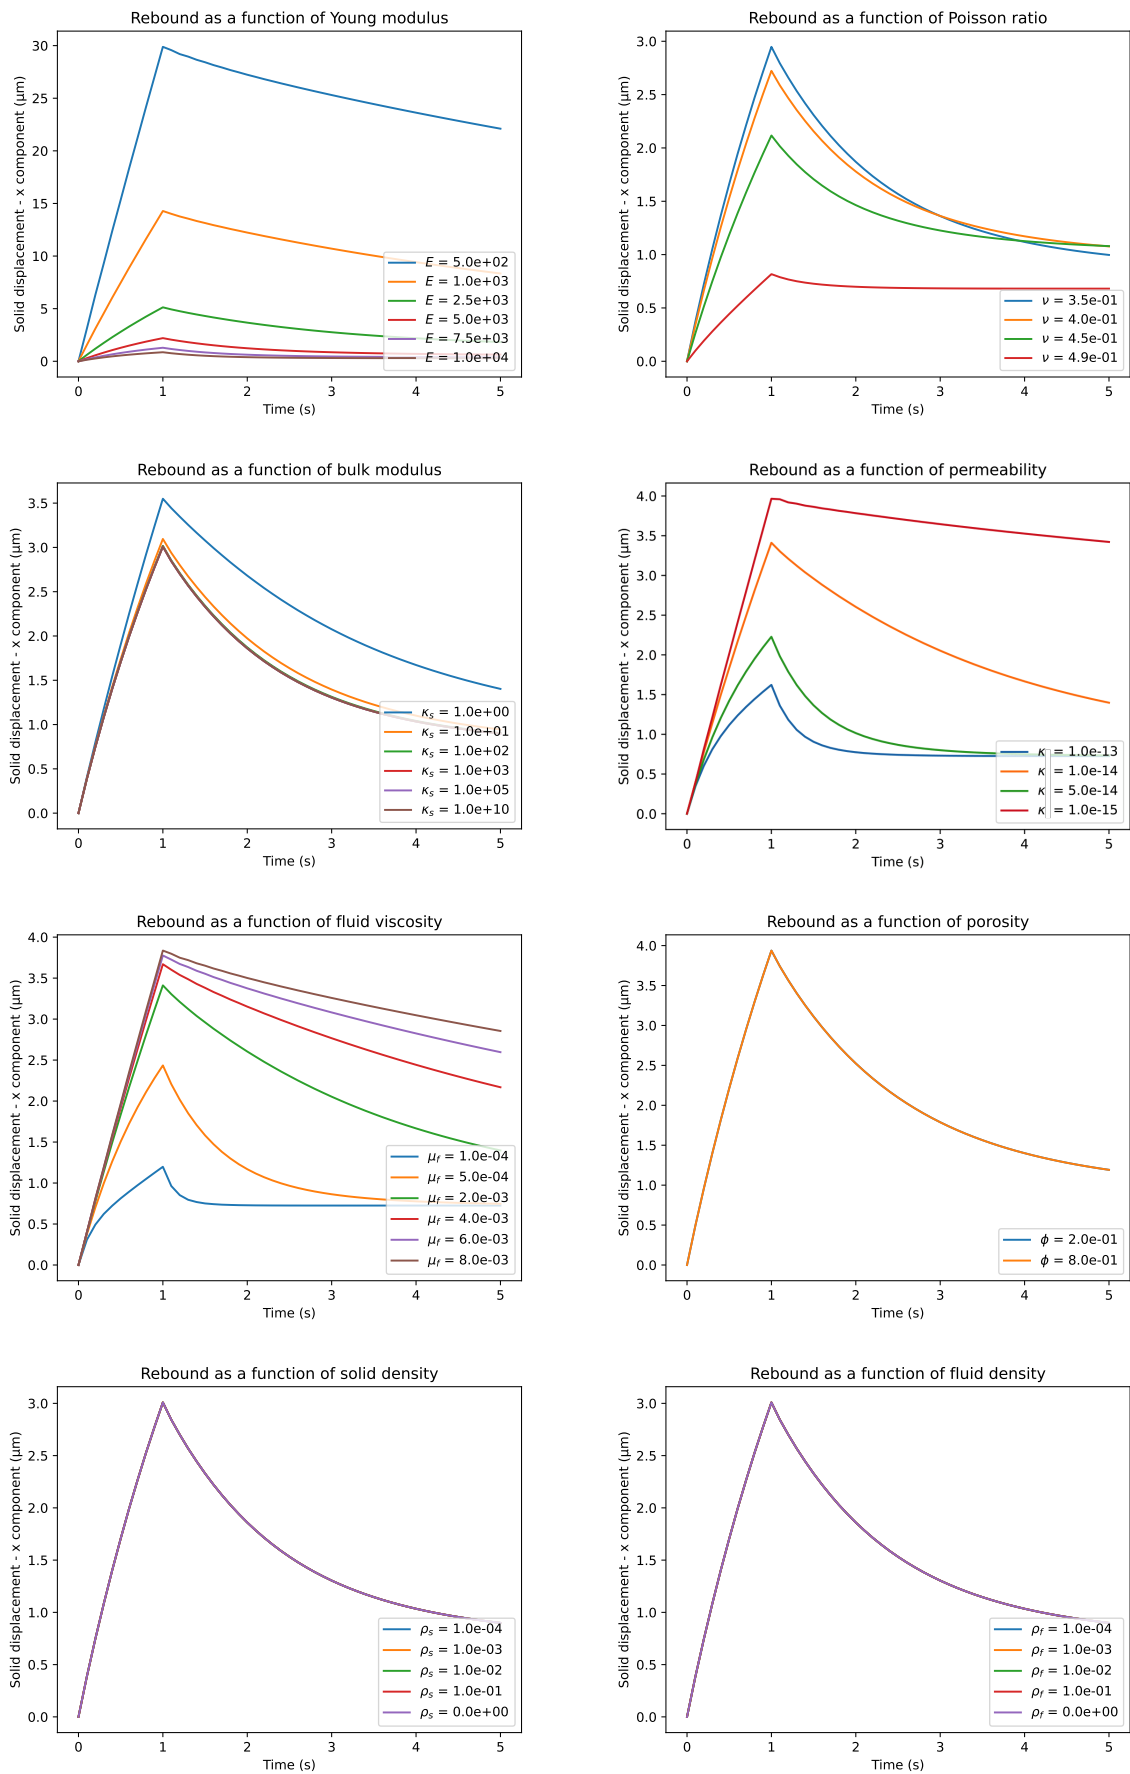 Rebound as a function of Young modulus
Solid displacement - x component (μm)
30
25
20
15
10
5
0
E = 5.0e+02
E = 1.0e+03
E = 2.5e+03
E = 5.0e+03
E = 7.5e+03
E = 1.0e+04
0 1 2 3 4 5
Time (s)
Rebound as a function of Poisson ratio
Solid displacement - x component (μm)
3.0
2.5
2.0
1.5
1.0
0.5
0.0
ν = 3.5e-01
ν = 4.0e-01
ν = 4.5e-01
ν = 4.9e-01
0 1 2 3 4 5
Time (s)
Rebound as a function of bulk modulus
Solid displacement - x component (μm)
3.5
3.0
2.5
2.0
1.5
1.0
0.5
0.0
κs = 1.0e+00
κs = 1.0e+01
κs = 1.0e+02
κs = 1.0e+03
κs = 1.0e+05
κs = 1.0e+10
0 1 2 3 4 5
Time (s)
Rebound as a function of permeability
Solid displacement - x component (μm)
4.0
3.5
3.0
2.5
2.0
1.5
1.0
0.5
0.0
κ = 1.0e-13
κ = 1.0e-14
κ = 5.0e-14
κ = 1.0e-15
0 1 2 3 4 5
Time (s)
Rebound as a function of fluid viscosity
Solid displacement - x component (μm)
4.0
3.5
3.0
2.5
2.0
1.5
1.0
0.5
0.0
μf = 1.0e-04
μf = 5.0e-04
μf = 2.0e-03
μf = 4.0e-03
μf = 6.0e-03
μf = 8.0e-03
0 1 2 3 4 5
Time (s)
Rebound as a function of porosity
Solid displacement - x component (μm)
4.0
3.5
3.0
2.5
2.0
1.5
1.0
0.5
0.0
ϕ = 2.0e-01
ϕ = 8.0e-01
0 1 2 3 4 5
Time (s)
Rebound as a function of solid density
Solid displacement - x component (μm)
3.0
2.5
2.0
1.5
1.0
0.5
0.0
ρs = 1.0e-04
ρs = 1.0e-03
ρs = 1.0e-02
ρs = 1.0e-01
ρs = 0.0e+00
0 1 2 3 4 5
Time (s)
Rebound as a function of fluid density
Solid displacement - x component (μm)
3.0
2.5
2.0
1.5
1.0
0.5
0.0
ρf = 1.0e-04
ρf = 1.0e-03
ρf = 1.0e-02
ρf = 1.0e-01
ρf = 0.0e+00
0 1 2 3 4 5
Time (s)